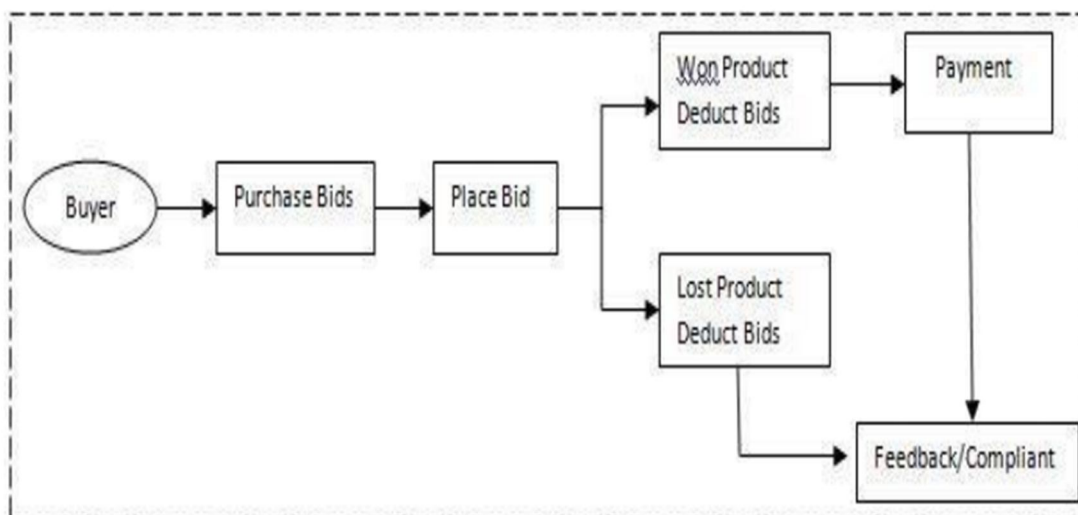 Buyer
Purchase Bids
Place Bid
Won Product
Deduct Bids
Payment
Lost Product
Deduct Bids
Feedback/Compliant